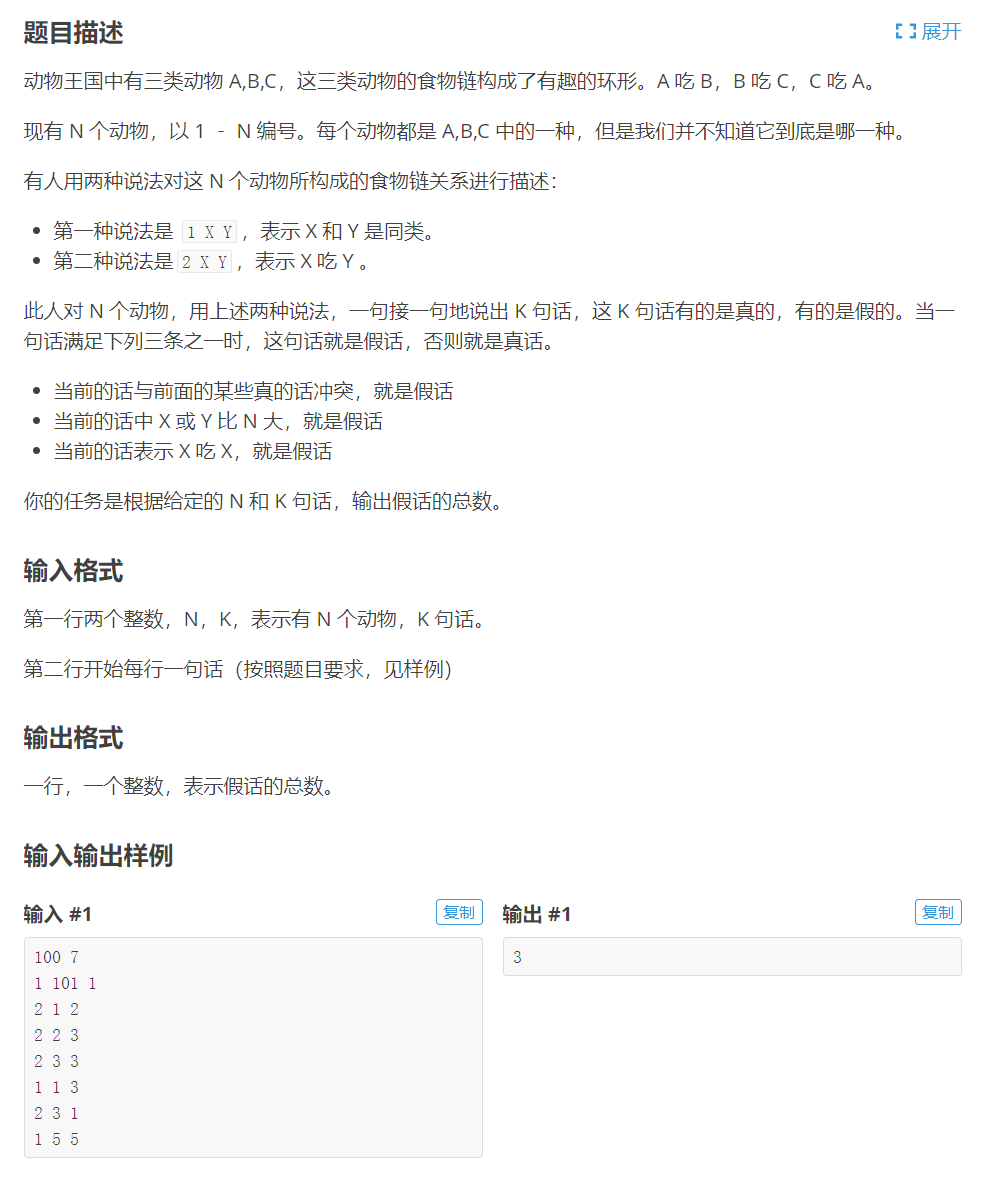 题目描述
展开
动物王国中有三类动物 A,B,C，这三类动物的食物链构成了有趣的环形。A 吃 B，B 吃 C，C 吃 A。
现有 N 个动物，以 1 － N 编号。每个动物都是 A,B,C 中的一种，但是我们并不知道它到底是哪一种。
有人用两种说法对这 N 个动物所构成的食物链关系进行描述：
• 第一种说法是 1 X Y，表示 X 和 Y 是同类。
• 第二种说法是 2 X Y，表示 X 吃 Y 。
此人对 N 个动物，用上述两种说法，一句接一句地说出 K 句话，这 K 句话有的是真的，有的是假的。当一
句话满足下列三条之一时，这句话就是假话，否则就是真话。
• 当前的话与前面的某些真的话冲突，就是假话
• 当前的话中 X 或 Y 比 N 大，就是假话
• 当前的话表示 X 吃 X，就是假话
你的任务是根据给定的 N 和 K 句话，输出假话的总数。
输入格式
第一行两个整数，N，K，表示有 N 个动物，K 句话。
第二行开始每行一句话（按照题目要求，见样例）
输出格式
一行，一个整数，表示假话的总数。
输入输出样例
输入 #1
复制
100 7
1 101 1
2 1 2
2 2 3
2 3 3
1 1 3
2 3 1
1 5 5
输出 #1
复制
3